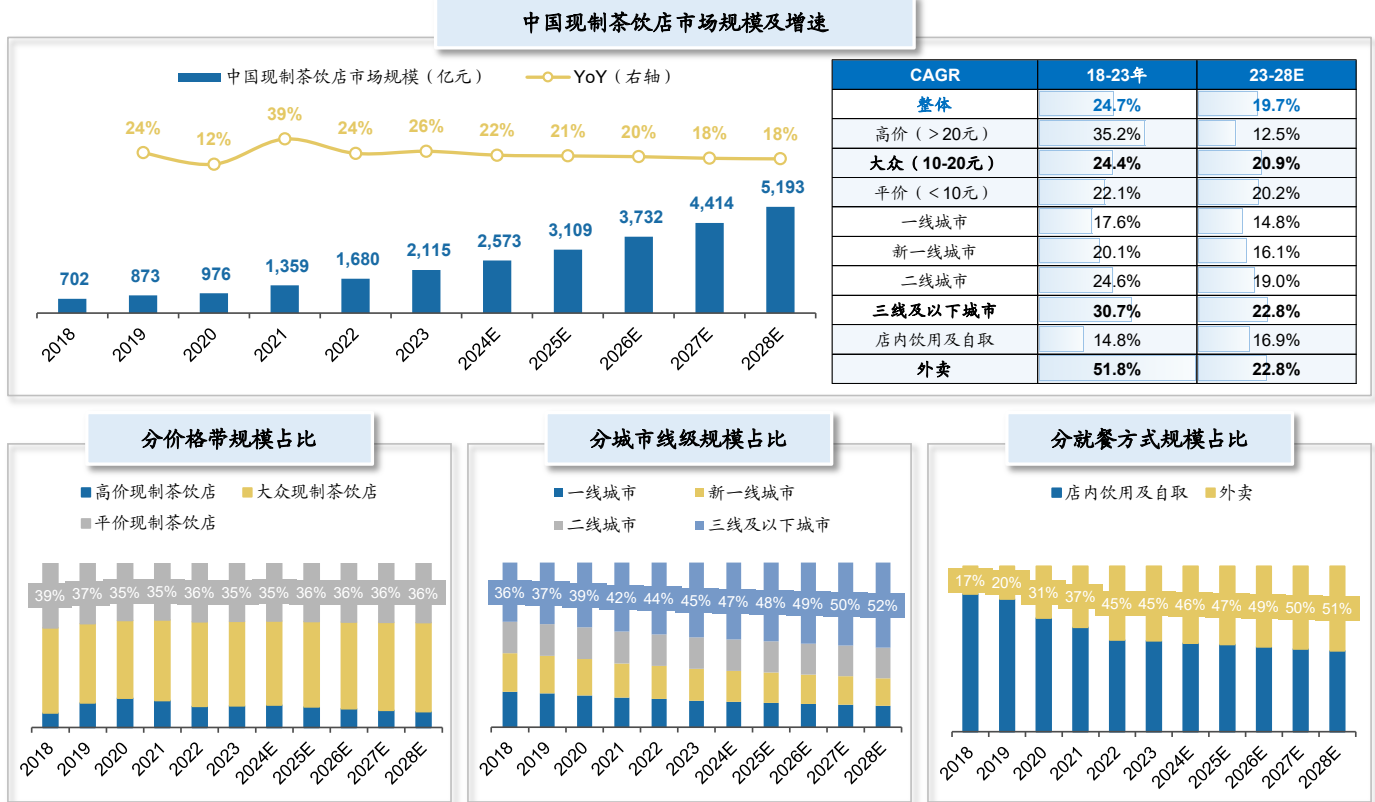 中国现制茶饮店市场规模及增速
中国现制茶饮店市场规模（亿元） YoY（右轴）
24% 12% 39% 24% 26% 22% 21% 20% 18% 18%
702 873 976 1,359 1,680 2,115 2,573 3,109 3,732 4,414 5,193
2018 2019 2020 2021 2022 2023 2024E 2025E 2026E 2027E 2028E
CAGR 18-23年 23-28E
整体 24.7% 19.7%
高价（＞20元） 35.2% 12.5%
大众（10-20元） 24.4% 20.9%
平价（＜10元） 22.1% 20.2%
一线城市 17.6% 14.8%
新一线城市 20.1% 16.1%
二线城市 24.6% 19.0%
三线及以下城市 30.7% 22.8%
店内饮用及自取 14.8% 16.9%
外卖 51.8% 22.8%
分价格带规模占比
高价现制茶饮店 大众现制茶饮店
平价现制茶饮店
39% 37% 35% 35% 36% 35% 35% 36% 36% 36% 36%
2018 2019 2020 2021 2022 2023 2024E 2025E 2026E 2027E 2028E
分城市线级规模占比
一线城市 新一线城市
二线城市 三线及以下城市
36% 37% 39% 42% 44% 45% 47% 48% 49% 50% 52%
2018 2019 2020 2021 2022 2023 2024E 2025E 2026E 2027E 2028E
分就餐方式规模占比
店内饮用及自取 外卖
17% 20% 31% 37% 45% 45% 46% 47% 49% 50% 51%
2018 2019 2020 2021 2022 2023 2024E 2025E 2026E 2027E 2028E